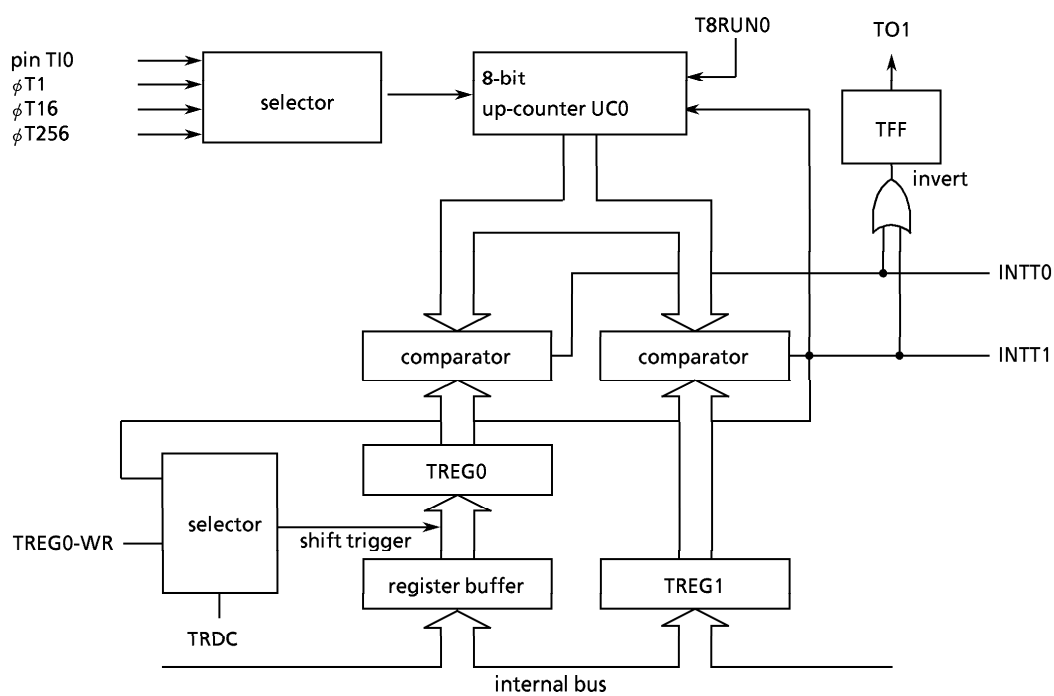 T8RUN0
TO1
pin TI0
φT1
φT16
φT256
selector
8-bit
up-counter UC0
TFF
invert
INTT0
comparator
comparator
INTT1
TREG0
selector
TREG0-WR
shift trigger
register buffer
TREG1
TRDC
internal bus